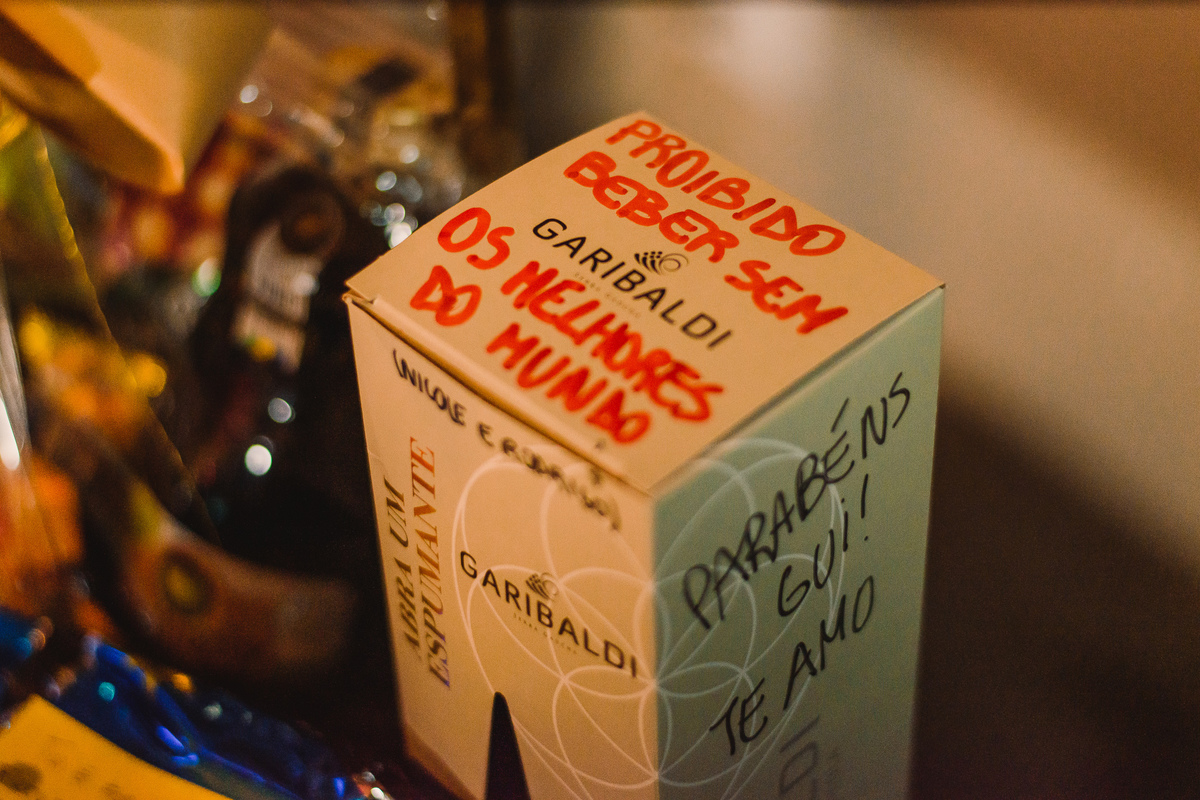 PROIBIDO
BEBER SEM
GARIBALDI
OS MELHORES
DO MUNDO
(NICOLE E RODRIGO)
ABRA UM
ESPUMANTE
GARIBALDI
PARABÉNS
GUI!
TE AMO